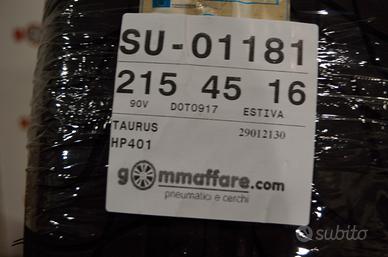 SU-01181
215 45 16
90V DOT0917 ESTIVA
TAURUS 29012130
HP401
gommaffare.com
pneumatici e cerchi
subito